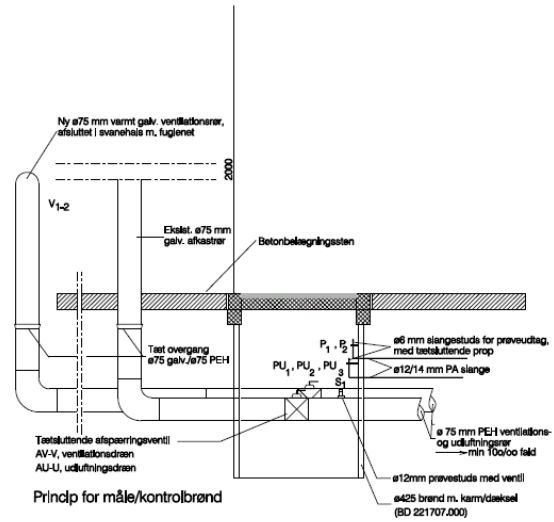 Ny ø75 mm varmt galv. ventilationsrør,
afsluttet i svanehals m. fuglenet
2000
V1-2
Eksist. ø75 mm
galv. afkastrør
Betonbelægningssten
P1 , P2
ø6 mm slangestuds for prøveudtag,
med tætsluttende prop
Tæt overgang
ø75 galv./ø75 PEH
PU1, PU2 , PU3
ø12/14 mm PA slange
S1
ø 75 mm PEH ventilations-
og udluftningsrør
min 10o/oo fald
Tætsluttende afspærringsventil
AV-V, ventilationsdræn
AU-U, udluftningsdræn
ø12mm prøvestuds med ventil
ø425 brønd m. karm/dæksel
(BD 221707.000)
Princip for måle/kontrolbrønd